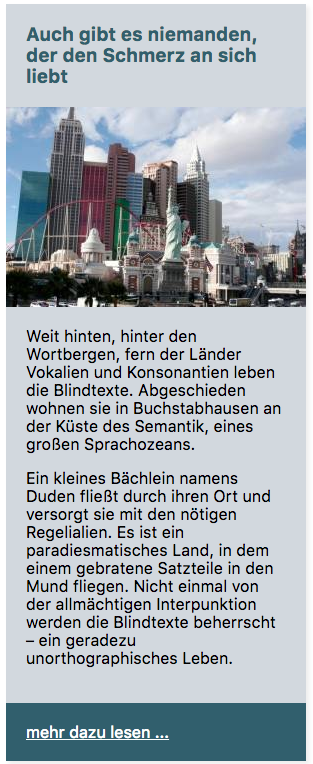 Auch gibt es niemanden,
der den Schmerz an sich
liebt
Weit hinten, hinter den
Wortbergen, fern der Länder
Vokalien und Konsonantien leben
die Blindtexte. Abgeschieden
wohnen sie in Buchstabhausen an
der Küste des Semantik, eines
großen Sprachozeans.
Ein kleines Bächlein namens
Duden fließt durch ihren Ort und
versorgt sie mit den nötigen
Regelialien. Es ist ein
paradiesmatisches Land, in dem
einem gebratene Satzteile in den
Mund fliegen. Nicht einmal von
der allmächtigen Interpunktion
werden die Blindtexte beherrscht
– ein geradezu
unorthographisches Leben.
mehr dazu lesen ...